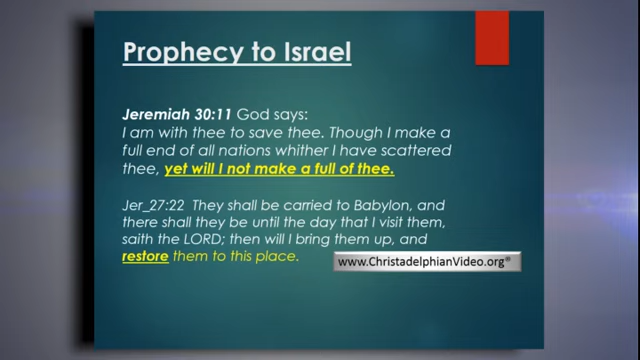 Prophecy to Israel
Jeremiah 30:11 God says:
I am with thee to save thee. Though I make a
full end of all nations whither I have scattered
thee, yet will I not make a full of thee.
Jer_27:22 They shall be carried to Babylon, and
there shall they be until the day that I visit them,
saith the LORD; then will I bring them up, and
restore them to this place.
www.ChristadelphianVideo.org®